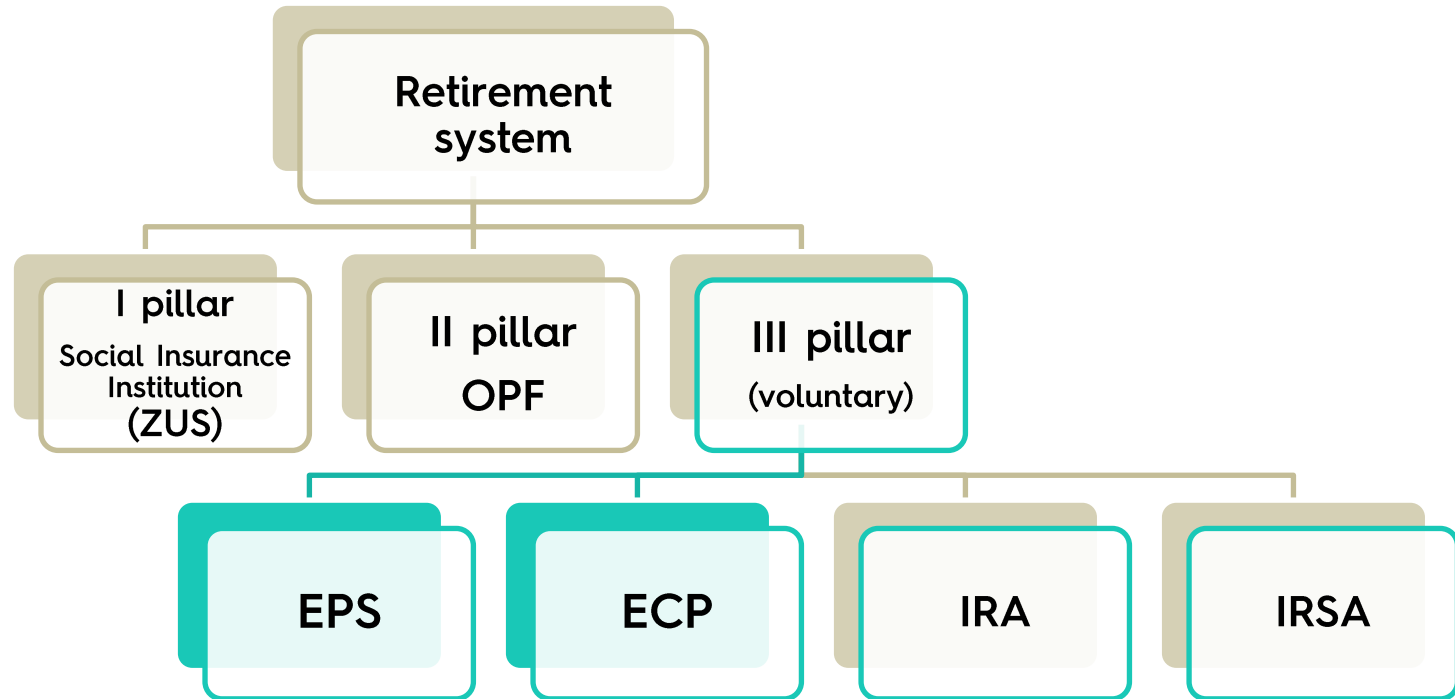 Retirement
system
I pillar
Social Insurance
Institution
(ZUS)
II pillar
OPF
III pillar
(voluntary)
EPS
ECP
IRA
IRSA